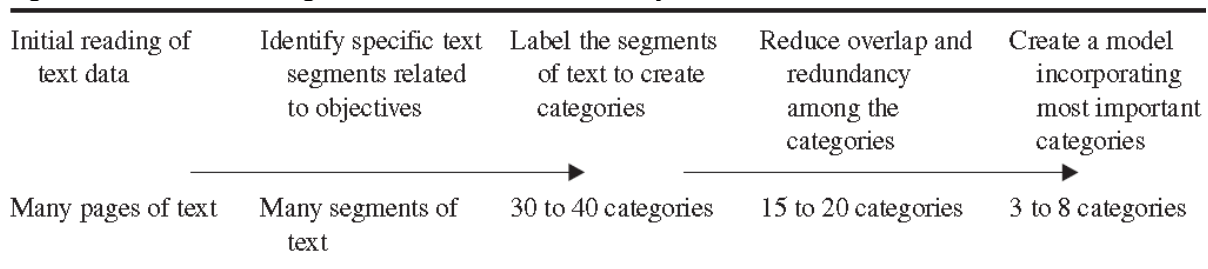 Initial reading of
text data
Identify specific text
segments related
to objectives
Label the segments
of text to create
categories
Reduce overlap and
redundancy
among the
categories
Create a model
incorporating
most important
categories
Many pages of text
Many segments of
text
30 to 40 categories
15 to 20 categories
3 to 8 categories